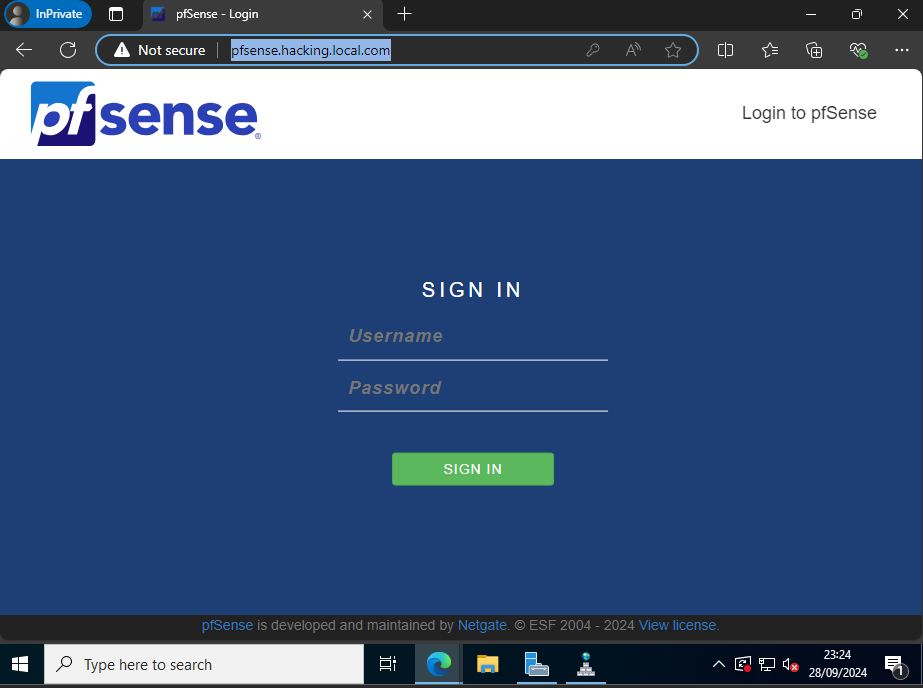 InPrivate
pfSense - Login
Not secure
pfsense.hacking.local.com
pfsense
Login to pfSense
SIGN IN
Username
Password
SIGN IN
pfSense is developed and maintained by Netgate. © ESF 2004 - 2024 View license.
Type here to search
23:24
28/09/2024
1